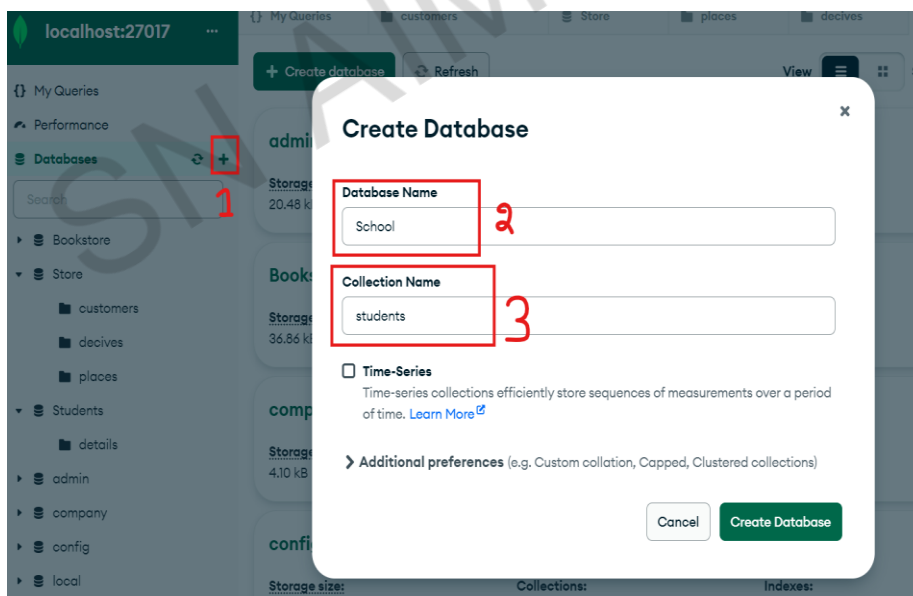 localhost:27017 ...
{} My Queries
customers
Store
places
decives
+ Create database
Refresh
View
{} My Queries
Performance
Databases
+
1
Search
Bookstore
Store
customers
decives
places
Students
details
admin
company
config
local
admi
Storage
20.48 k
Books
Storage
36.86 k
comp
Storage
4.10 kB
confi
Storage size:
Collections:
Indexes:
Create Database
Database Name
School
2
Collection Name
students
3
Time-Series
Time-series collections efficiently store sequences of measurements over a period
of time. Learn More
Additional preferences (e.g. Custom collation, Capped, Clustered collections)
Cancel
Create Database